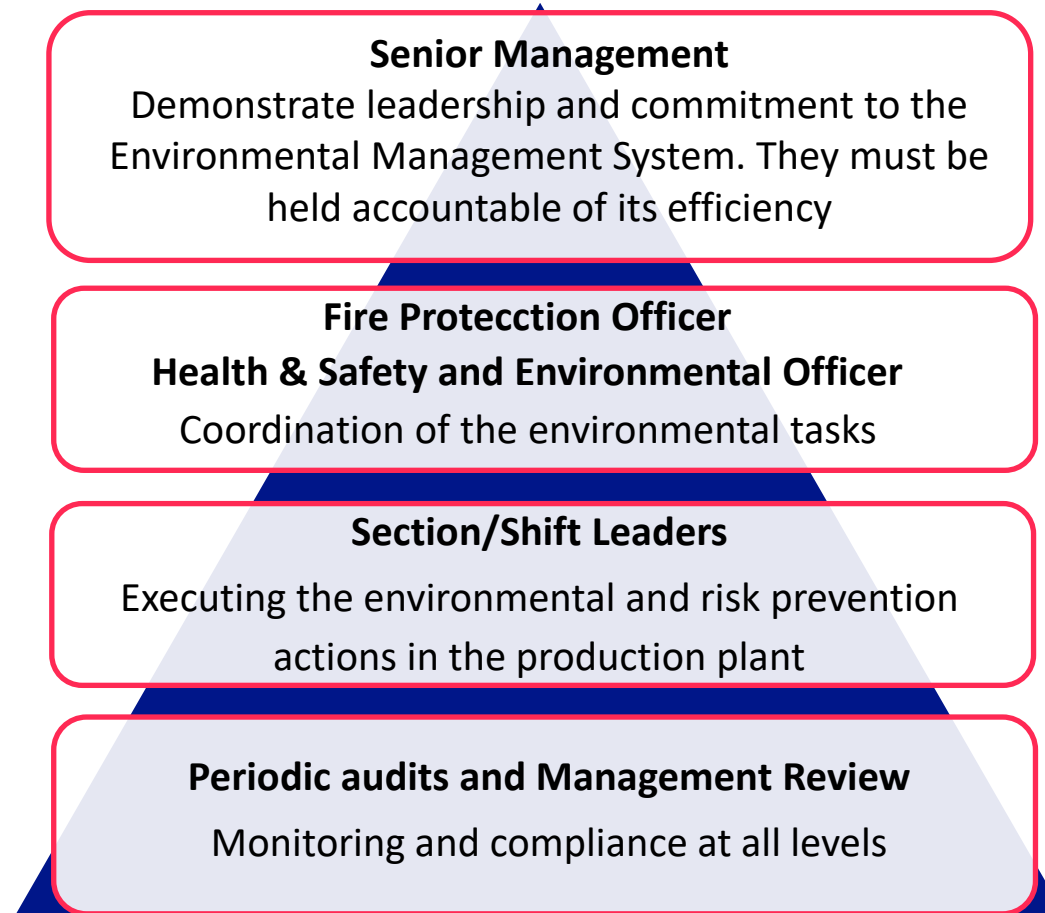 Senior Management
Demonstrate leadership and commitment to the
Environmental Management System. They must be
held accountable of its efficiency
Fire Protecction Officer
Health & Safety and Environmental Officer
Coordination of the environmental tasks
Section/Shift Leaders
Executing the environmental and risk prevention
actions in the production plant
Periodic audits and Management Review
Monitoring and compliance at all levels